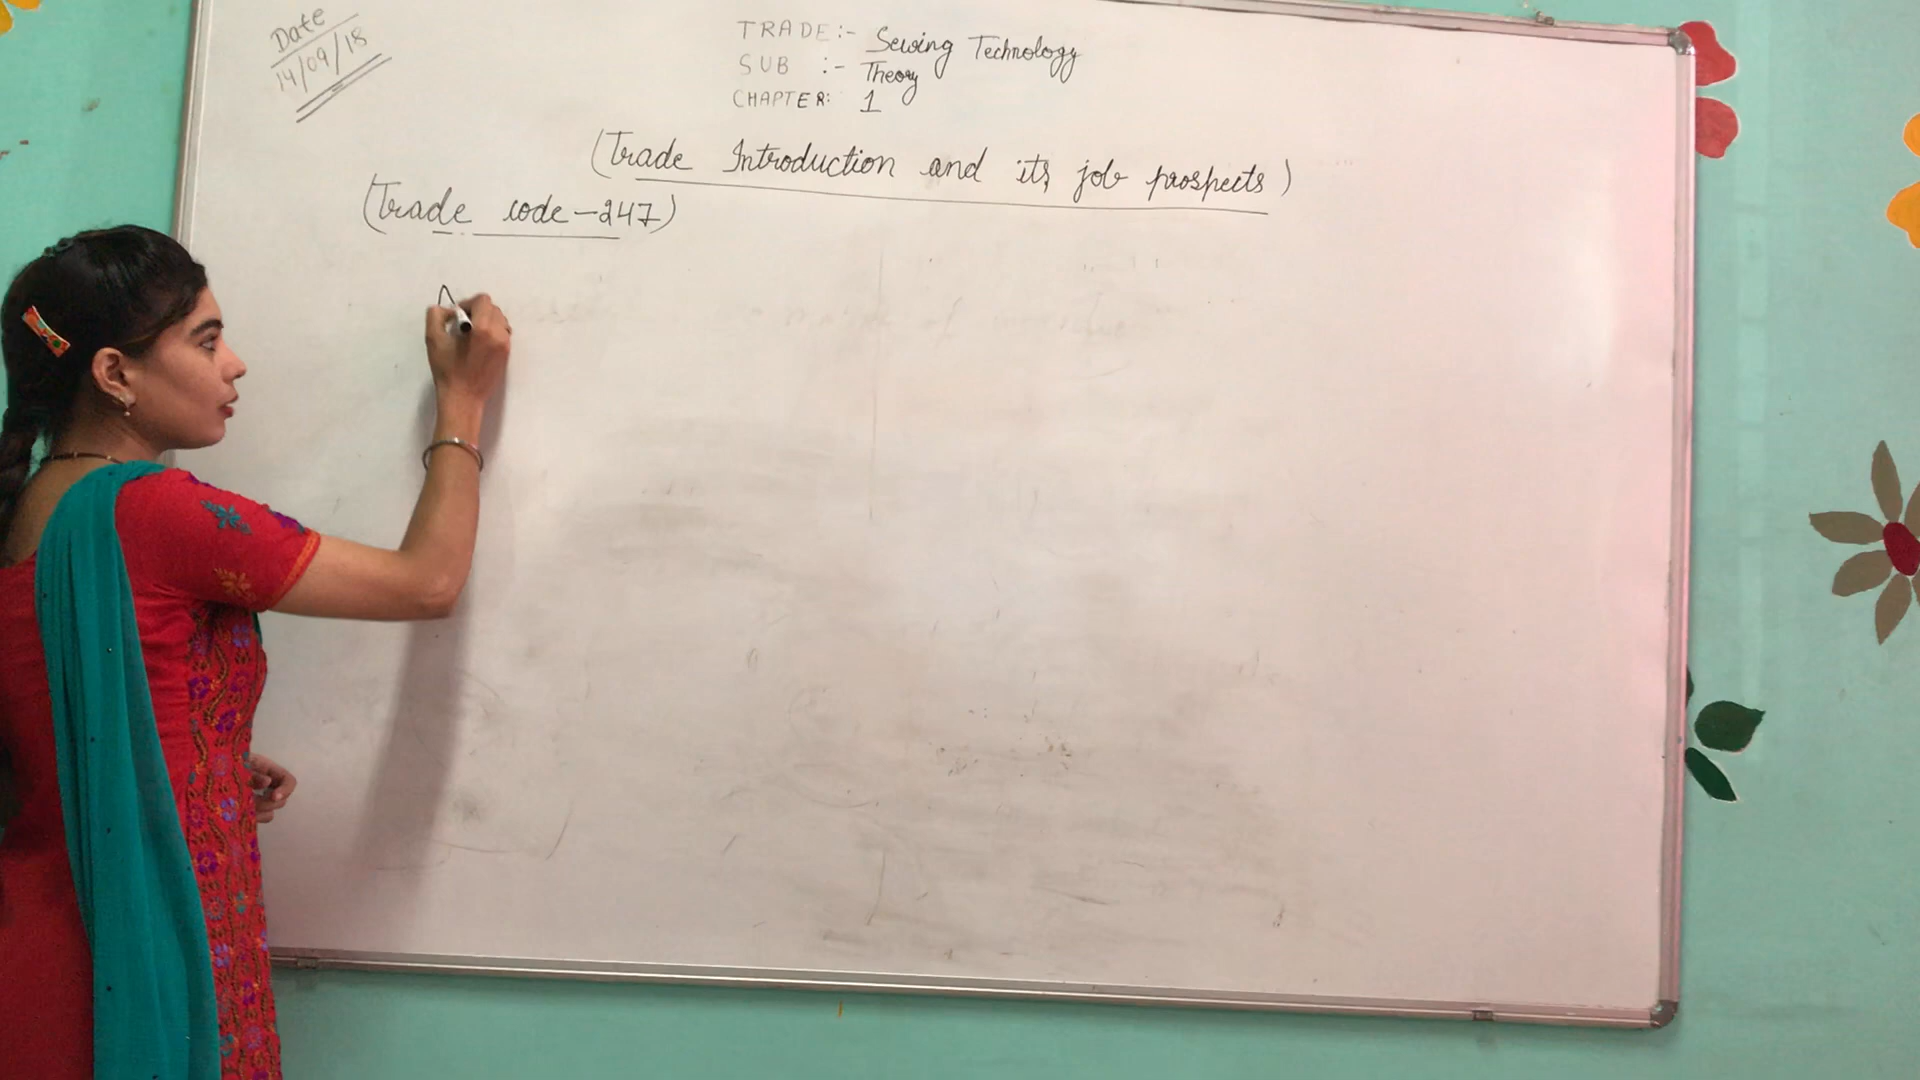 Date
14/09/18
TRADE:- Sewing Technology
SUB :- Theory
CHAPTER: 1
(Trade Introduction and its job prospects)
(Trade code-247)